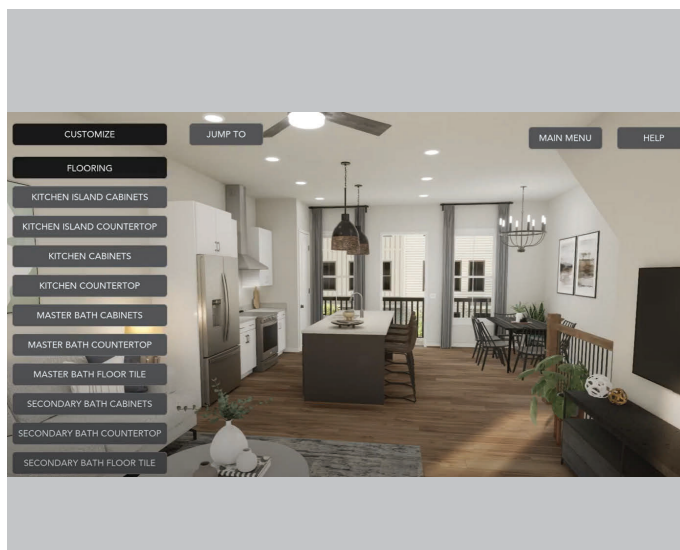 CUSTOMIZE
JUMP TO
MAIN MENU
HELP
FLOORING
KITCHEN ISLAND CABINETS
KITCHEN ISLAND COUNTERTOP
KITCHEN CABINETS
KITCHEN COUNTERTOP
MASTER BATH CABINETS
MASTER BATH COUNTERTOP
MASTER BATH FLOOR TILE
SECONDARY BATH CABINETS
SECONDARY BATH COUNTERTOP
SECONDARY BATH FLOOR TILE